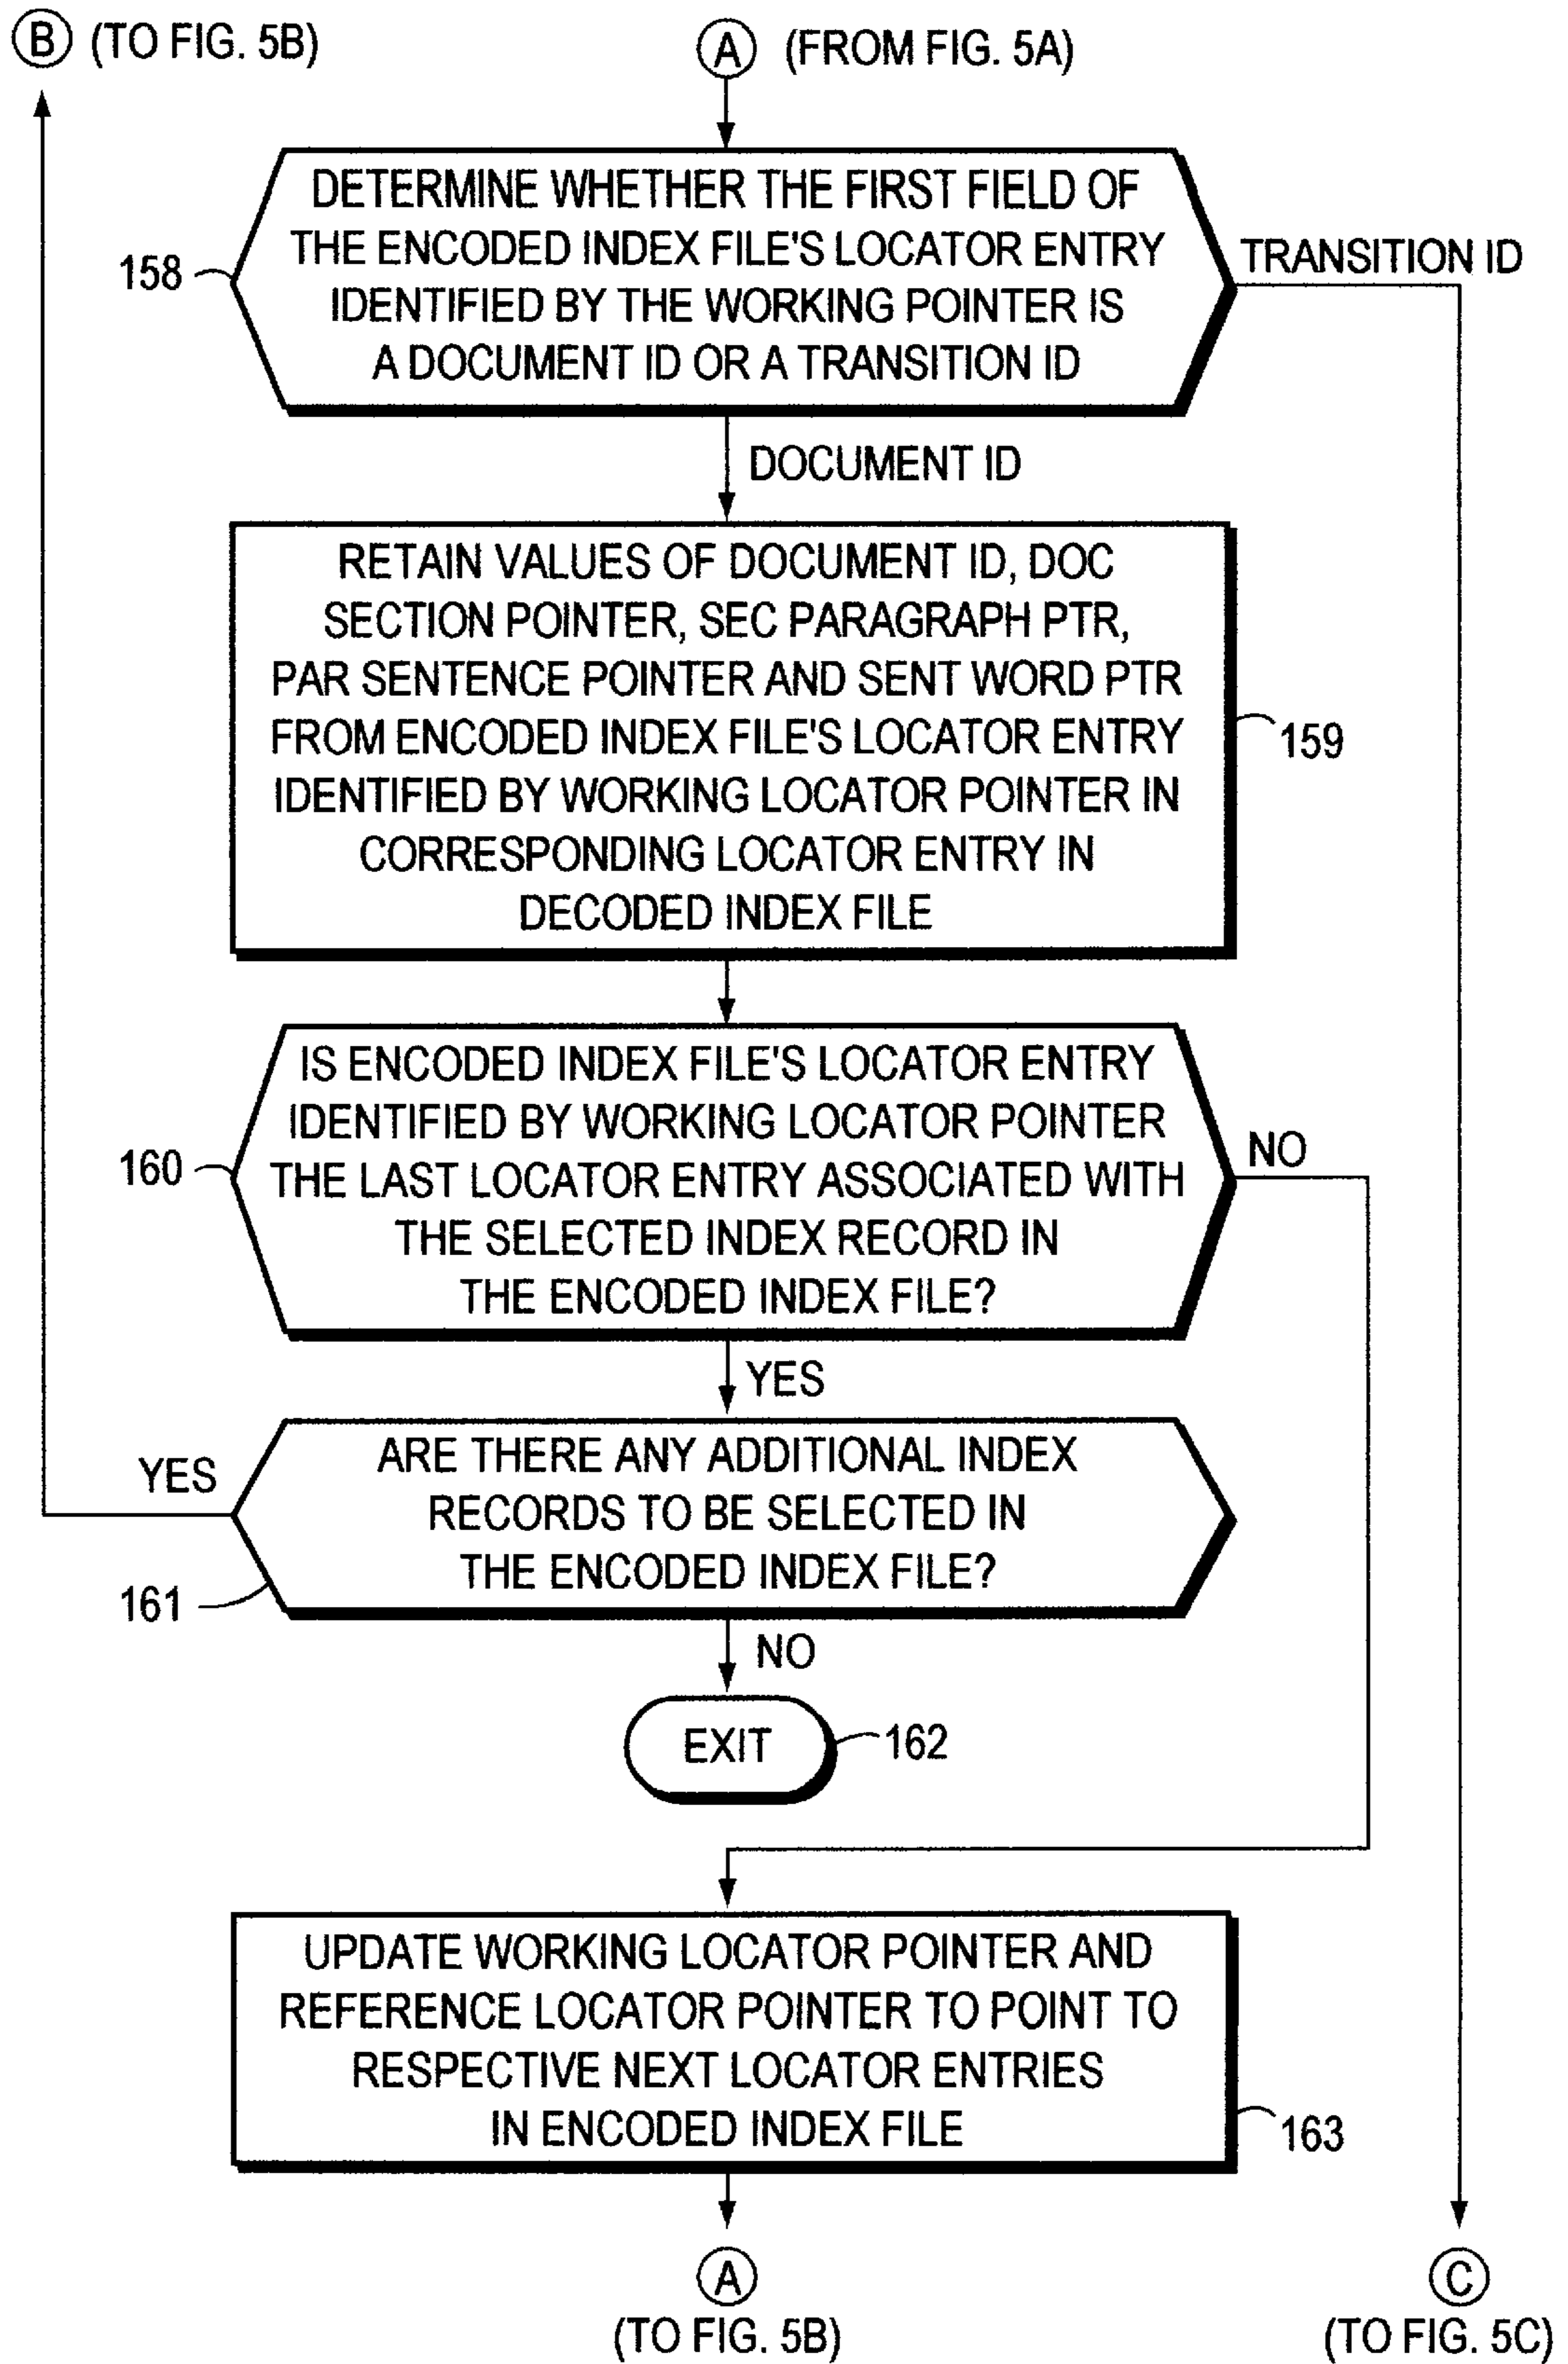 B (TO FIG. 5B)
A (FROM FIG. 5A)
DETERMINE WHETHER THE FIRST FIELD OF
THE ENCODED INDEX FILE'S LOCATOR ENTRY
IDENTIFIED BY THE WORKING POINTER IS
A DOCUMENT ID OR A TRANSITION ID
158
TRANSITION ID
DOCUMENT ID
RETAIN VALUES OF DOCUMENT ID, DOC
SECTION POINTER, SEC PARAGRAPH PTR,
PAR SENTENCE POINTER AND SENT WORD PTR
FROM ENCODED INDEX FILE'S LOCATOR ENTRY
IDENTIFIED BY WORKING LOCATOR POINTER IN
CORRESPONDING LOCATOR ENTRY IN
DECODED INDEX FILE
159
IS ENCODED INDEX FILE'S LOCATOR ENTRY
IDENTIFIED BY WORKING LOCATOR POINTER
THE LAST LOCATOR ENTRY ASSOCIATED WITH
THE SELECTED INDEX RECORD IN
THE ENCODED INDEX FILE?
160
NO
YES
ARE THERE ANY ADDITIONAL INDEX
RECORDS TO BE SELECTED IN
THE ENCODED INDEX FILE?
YES
161
NO
EXIT
162
UPDATE WORKING LOCATOR POINTER AND
REFERENCE LOCATOR POINTER TO POINT TO
RESPECTIVE NEXT LOCATOR ENTRIES
IN ENCODED INDEX FILE
163
A
(TO FIG. 5B)
C
(TO FIG. 5C)